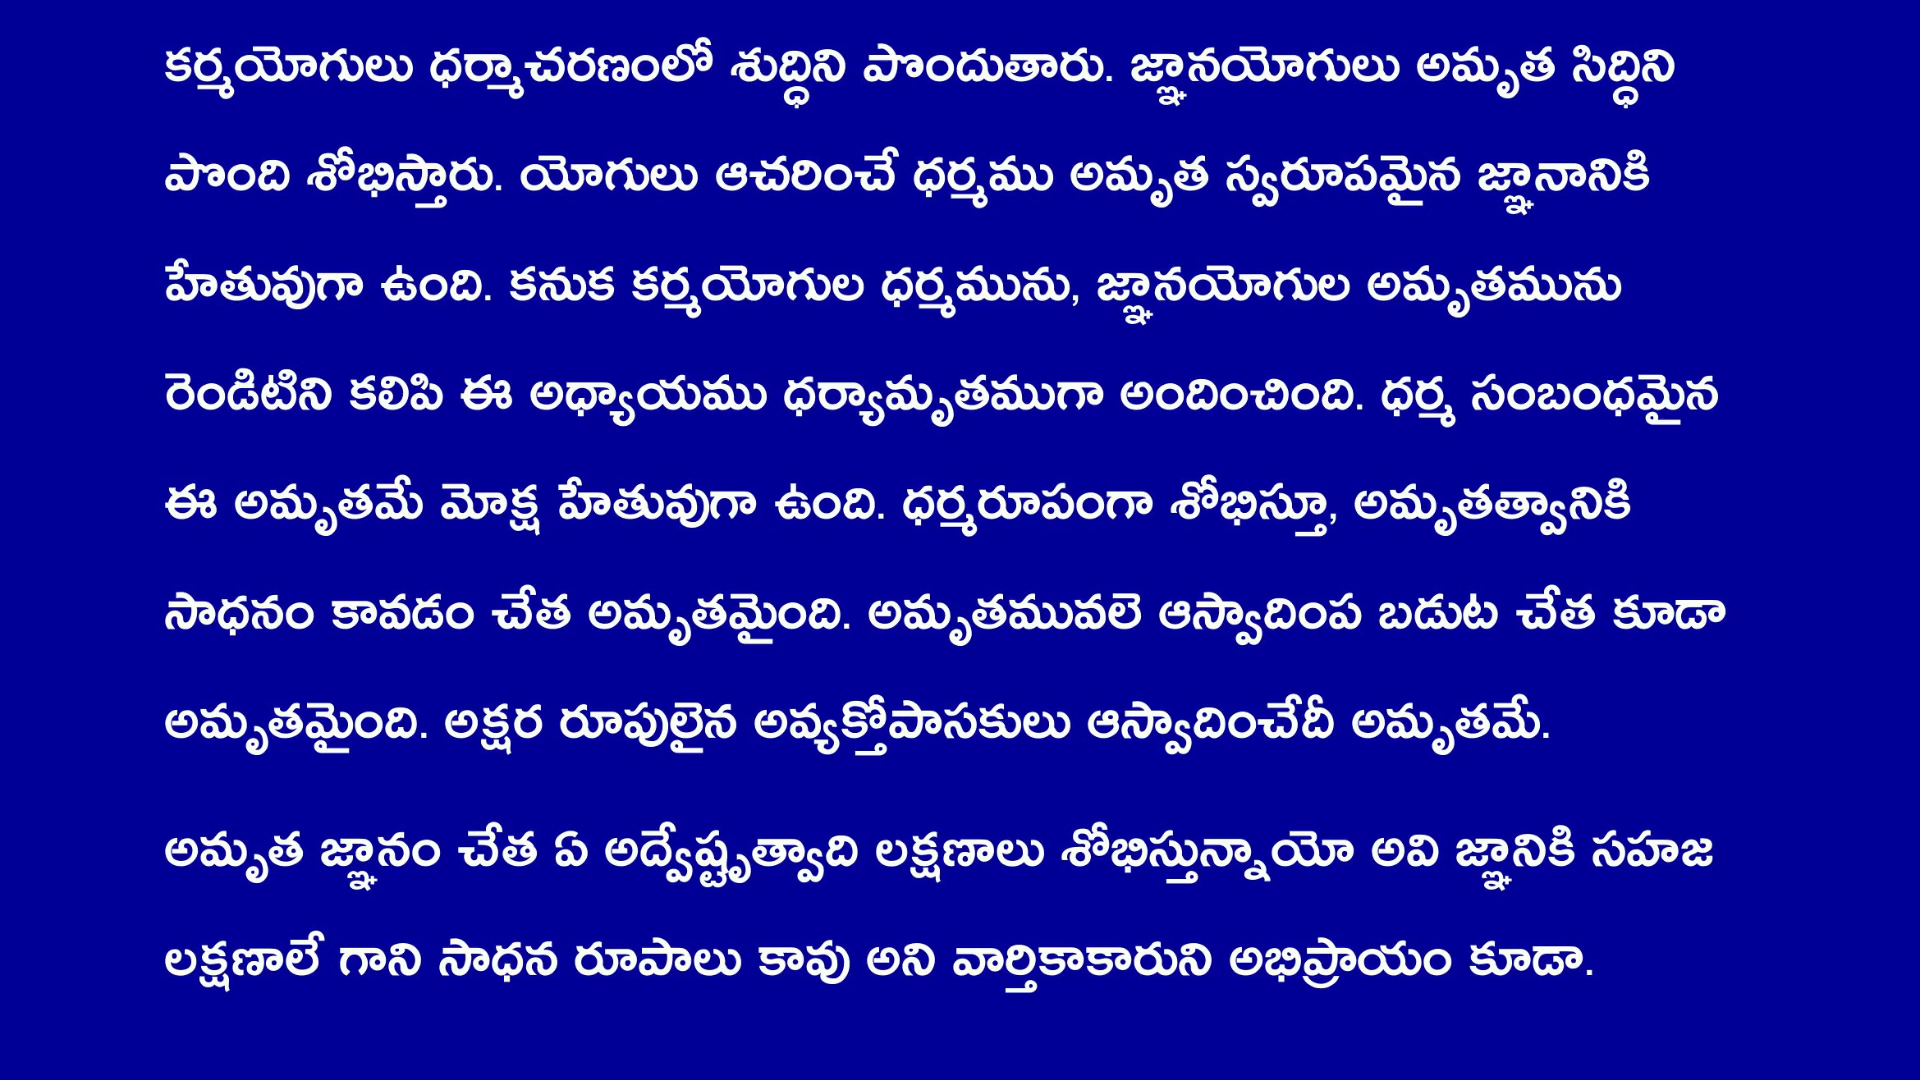 కర్మయోగులు ధర్మాచరణంలో శుద్ధిని పొందుతారు. జ్ఞానయోగులు అమృత సిద్ధిని
పొంది శోభిస్తారు. యోగులు ఆచరించే ధర్మము అమృత స్వరూపమైన జ్ఞానానికి
హేతువుగా ఉంది. కనుక కర్మయోగుల ధర్మమును, జ్ఞానయోగుల అమృతమును
రెండిటిని కలిపి ఈ అధ్యాయము ధర్యామృతముగా అందించింది. ధర్మ సంబంధమైన
ఈ అమృతమే మోక్ష హేతువుగా ఉంది. ధర్మరూపంగా శోభిస్తూ, అమృతత్వానికి
సాధనం కావడం చేత అమృతమైంది. అమృతమువలె ఆస్వాదింప బడుట చేత కూడా
అమృతమైంది. అక్షర రూపులైన అవ్యక్తోపాసకులు ఆస్వాదించేదీ అమృతమే.
అమృత జ్ఞానం చేత ఏ అద్వేష్టృత్వాది లక్షణాలు శోభిస్తున్నాయో అవి జ్ఞానికి సహజ
లక్షణాలే గాని సాధన రూపాలు కావు అని వార్తికాకారుని అభిప్రాయం కూడా.